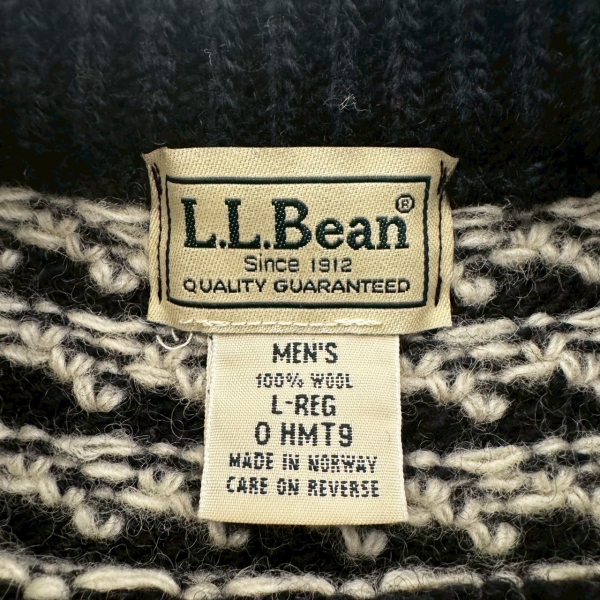 L.L.Bean®
Since 1912
QUALITY GUARANTEED
MEN'S
100% WOOL
L-REG
0 HMT9
MADE IN NORWAY
CARE ON REVERSE